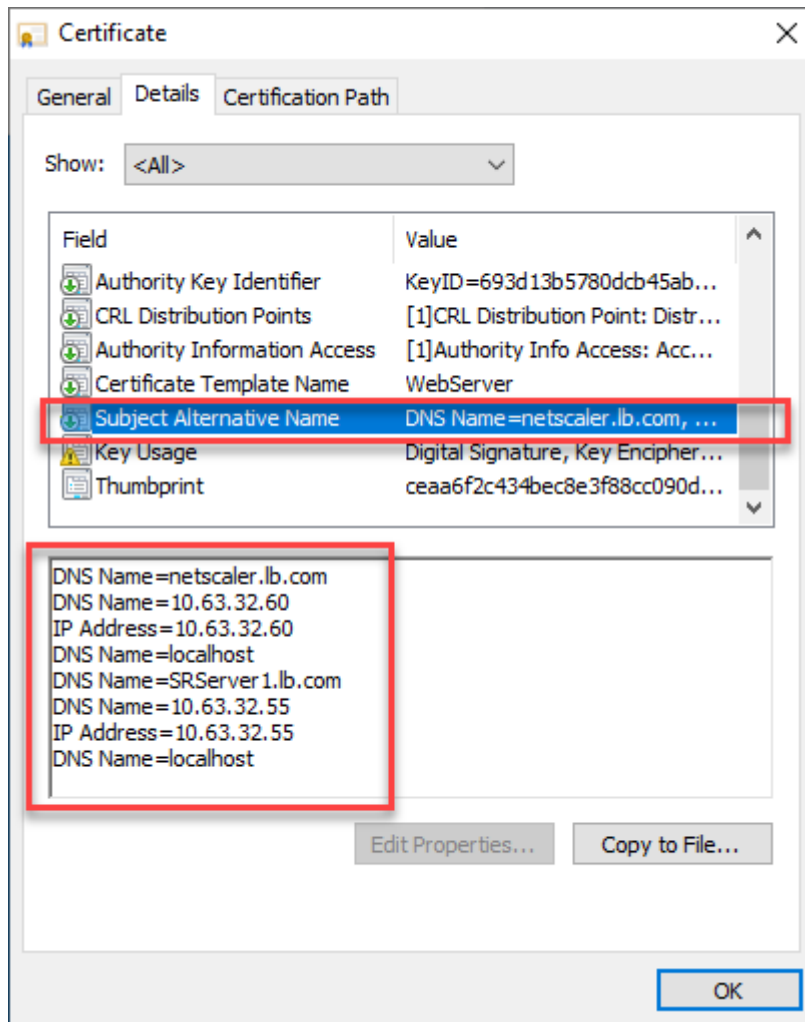 Certificate
General Details Certification Path
Show: <All>
Field Value
Authority Key Identifier KeyID=693d13b5780dcb45ab...
CRL Distribution Points [1]CRL Distribution Point: Distr...
Authority Information Access [1]Authority Info Access: Acc...
Certificate Template Name WebServer
Subject Alternative Name DNS Name=netscaler.lb.com, ...
Key Usage Digital Signature, Key Encipher...
Thumbprint ceaa6f2c434bec8e3f88cc090d...
DNS Name=netscaler.lb.com
DNS Name=10.63.32.60
IP Address=10.63.32.60
DNS Name=localhost
DNS Name=SRServer1.lb.com
DNS Name=10.63.32.55
IP Address=10.63.32.55
DNS Name=localhost
Edit Properties... Copy to File...
OK